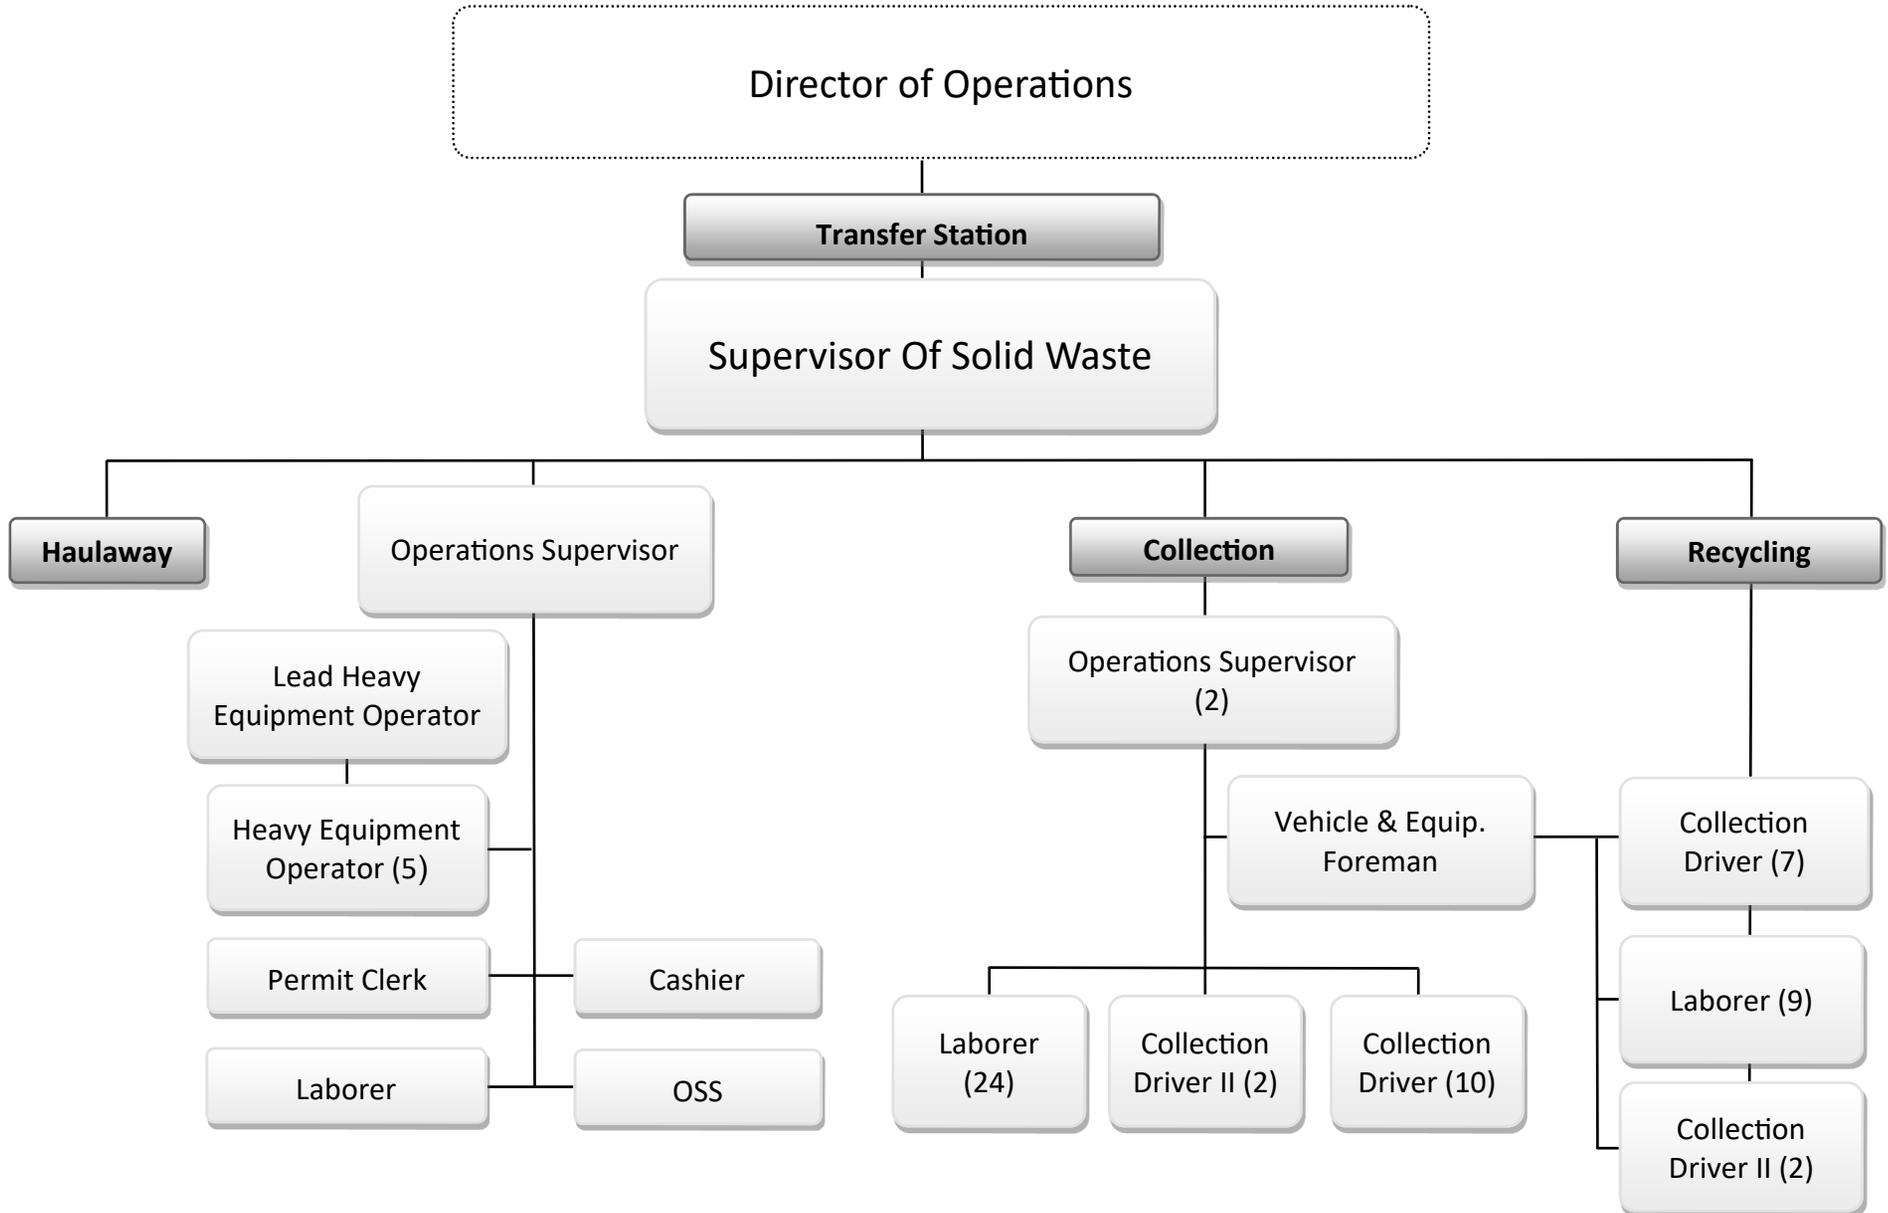 Director of Operations
Transfer Station
Supervisor Of Solid Waste
Haulaway
Operations Supervisor
Lead Heavy
Equipment Operator
Heavy Equipment
Operator (5)
Permit Clerk
Cashier
Laborer
OSS
Collection
Operations Supervisor
(2)
Vehicle & Equip.
Foreman
Laborer
(24)
Collection
Driver II (2)
Collection
Driver (10)
Recycling
Collection
Driver (7)
Laborer (9)
Collection
Driver II (2)